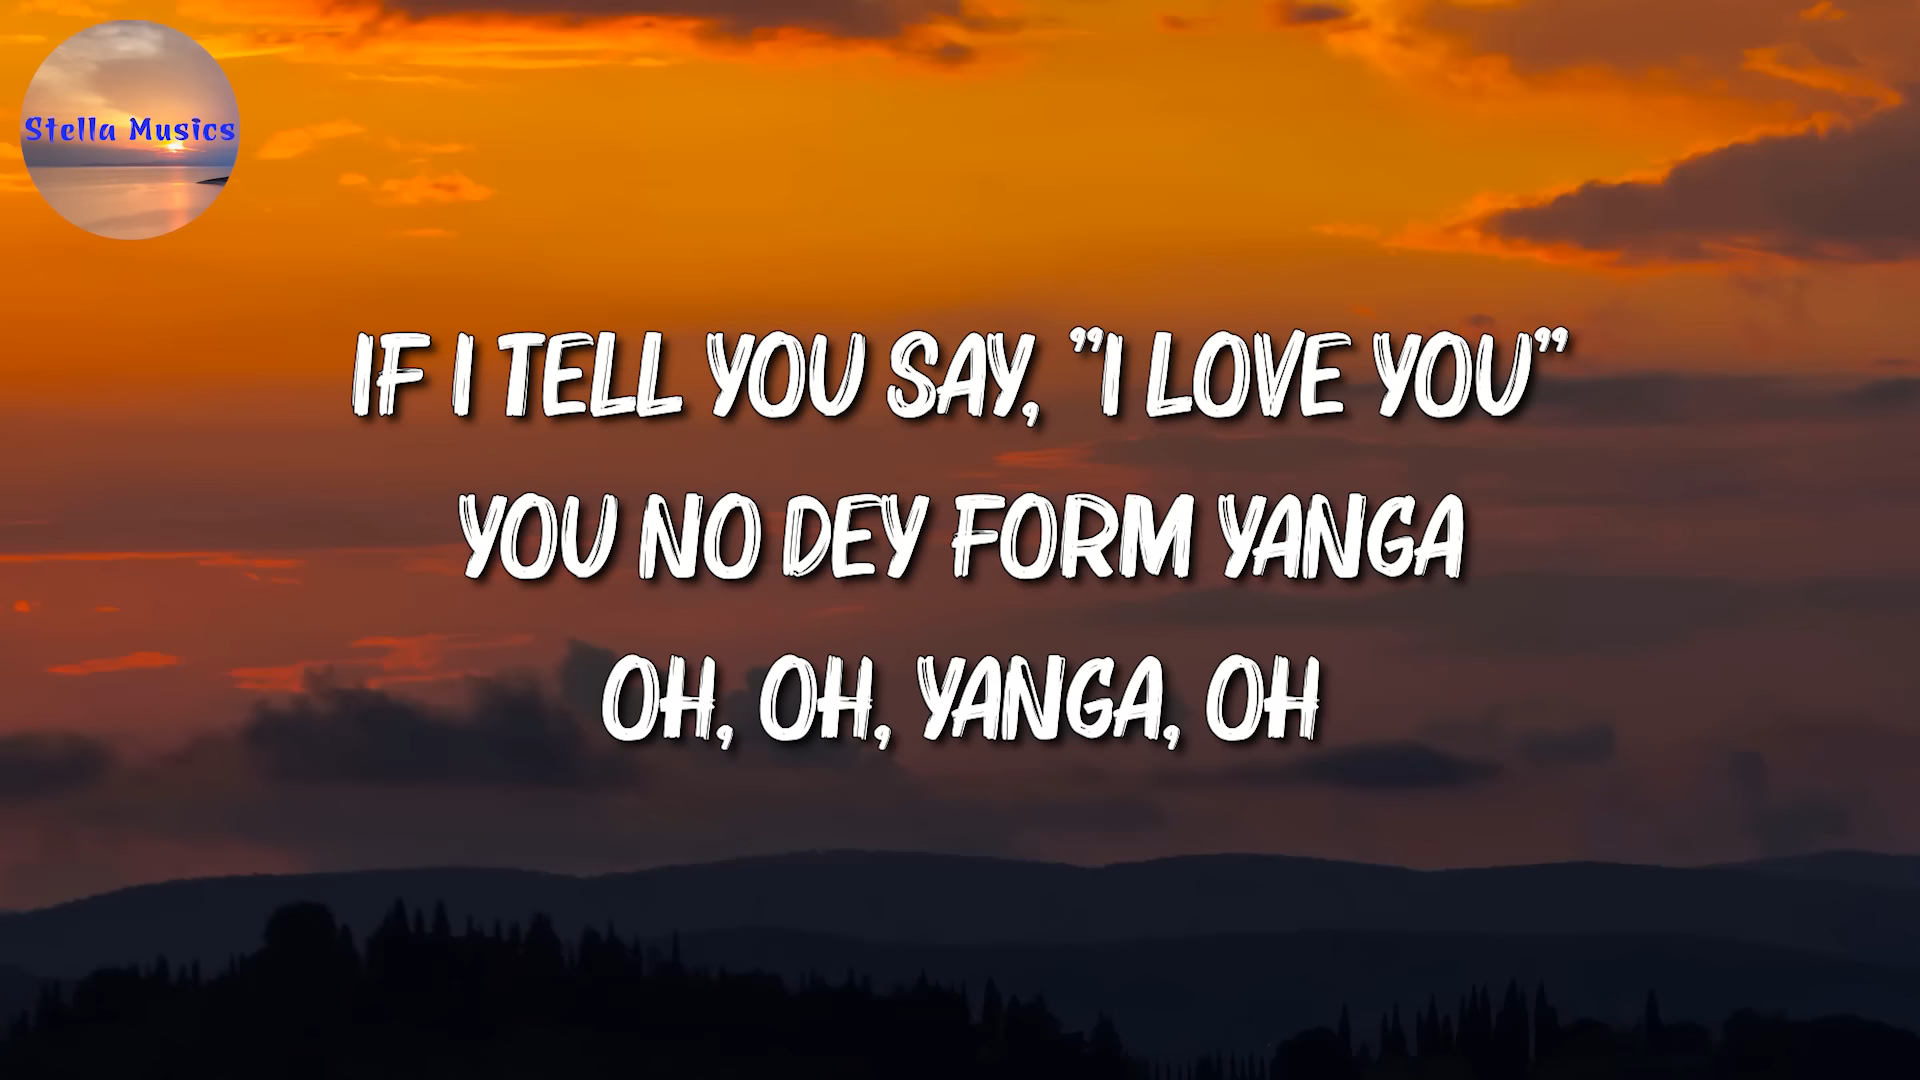 Stella Musics
IF I TELL YOU SAY, "I LOVE YOU"
YOU NO DEY FORM YANGA
OH, OH, YANGA, OH